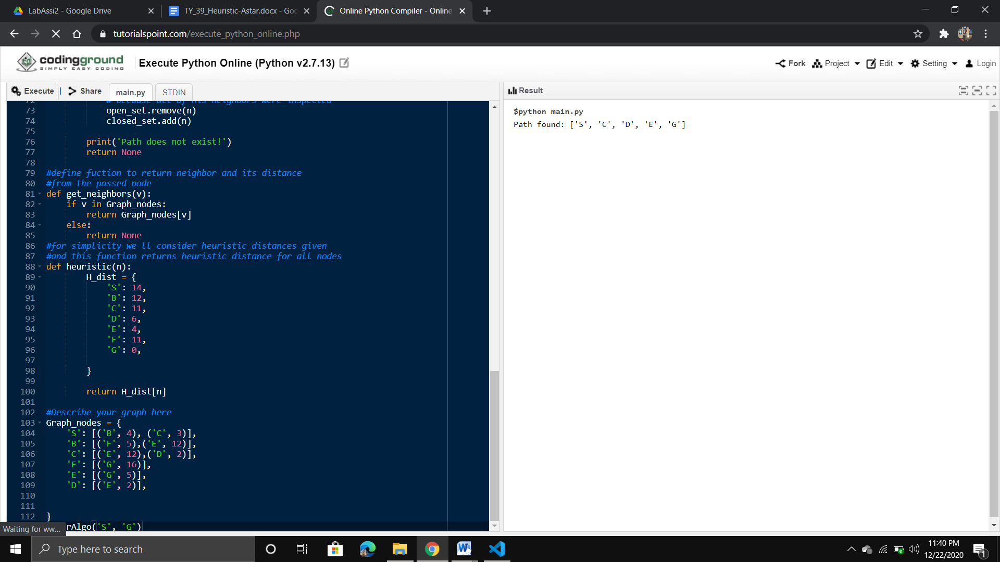 LabAssi2 - Google Drive
TY_39_Heuristic-Astar.docx - Goo
Online Python Compiler - Online
tutorialspoint.com/execute_python_online.php
codingground
SIMPLY EASY CODING
Execute Python Online (Python v2.7.13)
Fork Project Edit Setting Login
Execute | Share main.py STDIN
Result
72 # because all of his neighbors were inspected
73 open_set.remove(n)
74 closed_set.add(n)
75
76 print('Path does not exist!')
77 return None
78
79 #define fuction to return neighbor and its distance
80 #from the passed node
81 def get_neighbors(v):
82 if v in Graph_nodes:
83 return Graph_nodes[v]
84 else:
85 return None
86 #for simplicity we ll consider heuristic distances given
87 #and this function returns heuristic distance for all nodes
88 def heuristic(n):
89 H_dist = {
90 'S': 14,
91 'B': 12,
92 'C': 11,
93 'D': 6,
94 'E': 4,
95 'F': 11,
96 'G': 0,
97
98 }
99
100 return H_dist[n]
101
102 #Describe your graph here
103 Graph_nodes = {
104 'S': [('B', 4), ('C', 3)],
105 'B': [('F', 5),('E', 12)],
106 'C': [('E', 12),('D', 2)],
107 'F': [('G', 16)],
108 'E': [('G', 5)],
109 'D': [('E', 2)],
110
111
112 }
rAlgo('S', 'G')
$python main.py
Path found: ['S', 'C', 'D', 'E', 'G']
Waiting for ww...
Type here to search
11:40 PM
12/22/2020
1